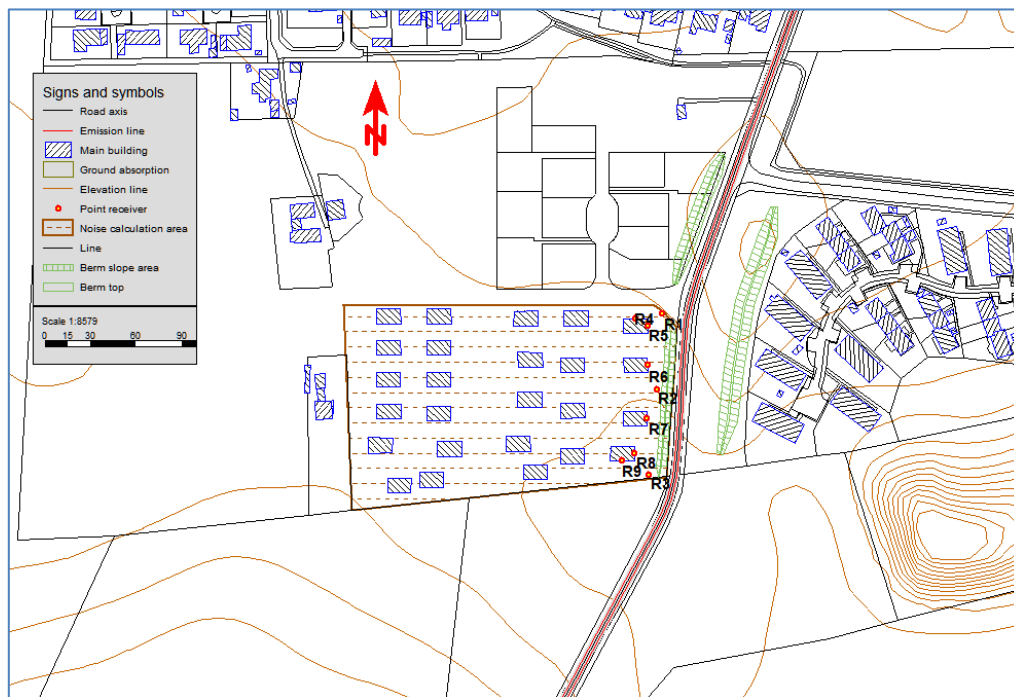 Signs and symbols
Road axis
Emission line
Main building
Ground absorption
Elevation line
Point receiver
Noise calculation area
Line
Berm slope area
Berm top
Scale 1:8579
0 15 30 60 90
N
R4
R1
R5
R6
R2
R7
R8
R9
R3